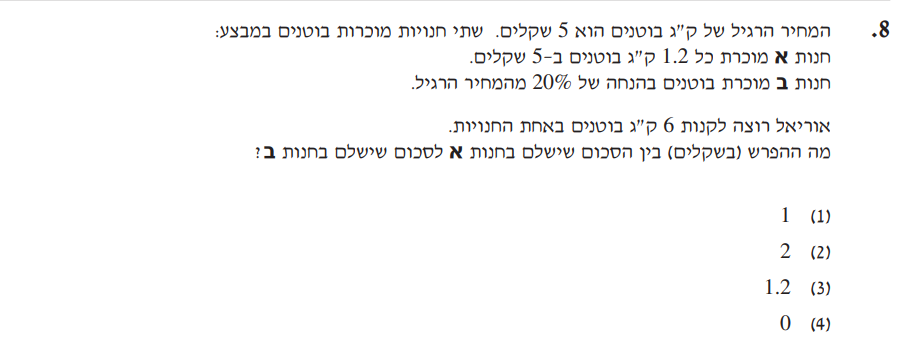 8. המחיר הרגיל של ק"ג בוטנים הוא 5 שקלים. שתי חנויות מוכרות בוטנים במבצע:
חנות א מוכרת כל 1.2 ק"ג בוטנים ב-5 שקלים.
חנות ב מוכרת בוטנים בהנחה של 20% מהמחיר הרגיל.
אוריאל רוצה לקנות 6 ק"ג בוטנים באחת החנויות.
מה ההפרש (בשקלים) בין הסכום שישלם בחנות א לסכום שישלם בחנות ב?
(1) 1
(2) 2
(3) 1.2
(4) 0